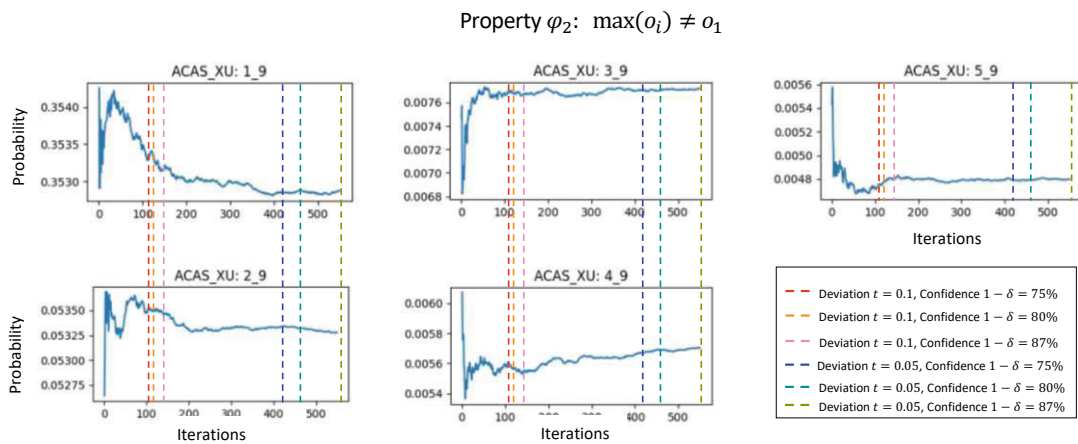 Property φ₂: max(oᵢ) ≠ o₁
ACAS_XU: 1_9
Probability
0.3540
0.3535
0.3530
0 100 200 300 400 500
ACAS_XU: 3_9
0.0076
0.0074
0.0072
0.0070
0.0068
0 100 200 300 400 500
ACAS_XU: 5_9
0.0056
0.0054
0.0052
0.0050
0.0048
0 100 200 300 400 500
Iterations
ACAS_XU: 2_9
Probability
0.05350
0.05325
0.05300
0.05275
0 100 200 300 400 500
Iterations
ACAS_XU: 4_9
0.0060
0.0058
0.0056
0.0054
0 100 200 300 400 500
Iterations
Deviation t = 0.1, Confidence 1 − δ = 75%
Deviation t = 0.1, Confidence 1 − δ = 80%
Deviation t = 0.1, Confidence 1 − δ = 87%
Deviation t = 0.05, Confidence 1 − δ = 75%
Deviation t = 0.05, Confidence 1 − δ = 80%
Deviation t = 0.05, Confidence 1 − δ = 87%